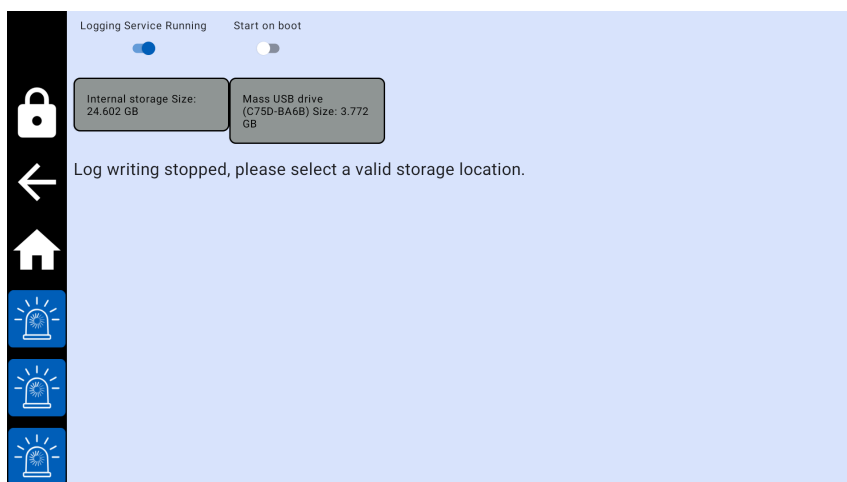 Logging Service Running
Start on boot
Internal storage Size:
24.602 GB
Mass USB drive
(C75D-BA6B) Size: 3.772
GB
Log writing stopped, please select a valid storage location.